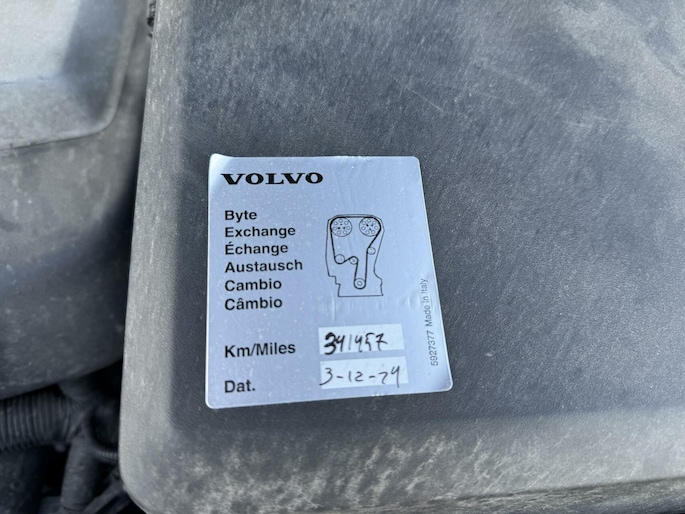 VOLVO
Byte
Exchange
Échange
Austausch
Cambio
Câmbio
Km/Miles 341457
Dat. 3-12-24
5927377 Made in Italy